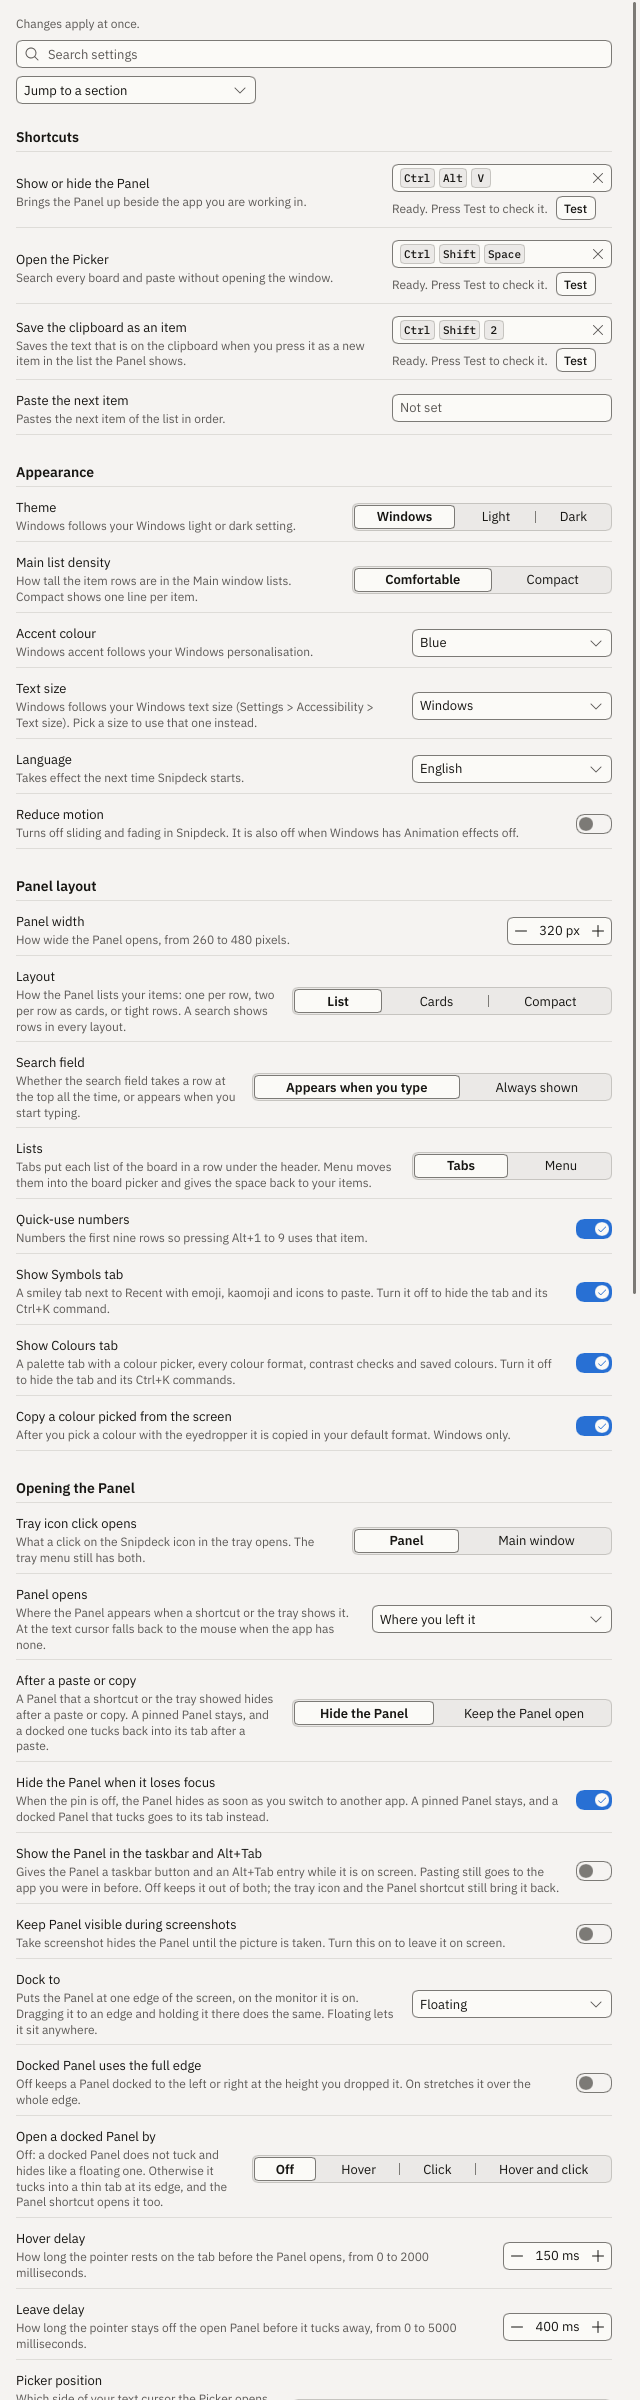 Changes apply at once.
Search settings
Jump to a section
Shortcuts
Show or hide the Panel
Brings the Panel up beside the app you are working in.
Ctrl Alt V
Ready. Press Test to check it. Test
Open the Picker
Search every board and paste without opening the window.
Ctrl Shift Space
Ready. Press Test to check it. Test
Save the clipboard as an item
Saves the text that is on the clipboard when you press it as a new
item in the list the Panel shows.
Ctrl Shift 2
Ready. Press Test to check it. Test
Paste the next item
Pastes the next item of the list in order.
Not set
Appearance
Theme
Windows follows your Windows light or dark setting.
Windows Light Dark
Main list density
How tall the item rows are in the Main window lists.
Compact shows one line per item.
Comfortable Compact
Accent colour
Windows accent follows your Windows personalisation.
Blue
Text size
Windows follows your Windows text size (Settings > Accessibility >
Text size). Pick a size to use that one instead.
Windows
Language
Takes effect the next time Snipdeck starts.
English
Reduce motion
Turns off sliding and fading in Snipdeck. It is also off when Windows has Animation effects off.
Panel layout
Panel width
How wide the Panel opens, from 260 to 480 pixels.
320 px
Layout
How the Panel lists your items: one per row, two
per row as cards, or tight rows. A search shows
rows in every layout.
List Cards Compact
Search field
Whether the search field takes a row at
the top all the time, or appears when you
start typing.
Appears when you type Always shown
Lists
Tabs put each list of the board in a row under the header. Menu moves
them into the board picker and gives the space back to your items.
Tabs Menu
Quick-use numbers
Numbers the first nine rows so pressing Alt+1 to 9 uses that item.
Show Symbols tab
A smiley tab next to Recent with emoji, kaomoji and icons to paste. Turn it off to hide the tab and its
Ctrl+K command.
Show Colours tab
A palette tab with a colour picker, every colour format, contrast checks and saved colours. Turn it off
to hide the tab and its Ctrl+K commands.
Copy a colour picked from the screen
After you pick a colour with the eyedropper it is copied in your default format. Windows only.
Opening the Panel
Tray icon click opens
What a click on the Snipdeck icon in the tray opens. The
tray menu still has both.
Panel Main window
Panel opens
Where the Panel appears when a shortcut or the tray shows it.
At the text cursor falls back to the mouse when the app has
none.
Where you left it
After a paste or copy
A Panel that a shortcut or the tray showed hides
after a paste or copy. A pinned Panel stays, and
a docked one tucks back into its tab after a
paste.
Hide the Panel Keep the Panel open
Hide the Panel when it loses focus
When the pin is off, the Panel hides as soon as you switch to another app. A pinned Panel stays, and a
docked Panel that tucks goes to its tab instead.
Show the Panel in the taskbar and Alt+Tab
Gives the Panel a taskbar button and an Alt+Tab entry while it is on screen. Pasting still goes to the
app you were in before. Off keeps it out of both; the tray icon and the Panel shortcut still bring it back.
Keep Panel visible during screenshots
Take screenshot hides the Panel until the picture is taken. Turn this on to leave it on screen.
Dock to
Puts the Panel at one edge of the screen, on the monitor it is on.
Dragging it to an edge and holding it there does the same. Floating lets
it sit anywhere.
Floating
Docked Panel uses the full edge
Off keeps a Panel docked to the left or right at the height you dropped it. On stretches it over the
whole edge.
Open a docked Panel by
Off: a docked Panel does not tuck and
hides like a floating one. Otherwise it
tucks into a thin tab at its edge, and the
Panel shortcut opens it too.
Off Hover Click Hover and click
Hover delay
How long the pointer rests on the tab before the Panel opens, from 0 to 2000
milliseconds.
150 ms
Leave delay
How long the pointer stays off the open Panel before it tucks away, from 0 to 5000
milliseconds.
400 ms
Picker position
Which side of your text cursor the Picker opens